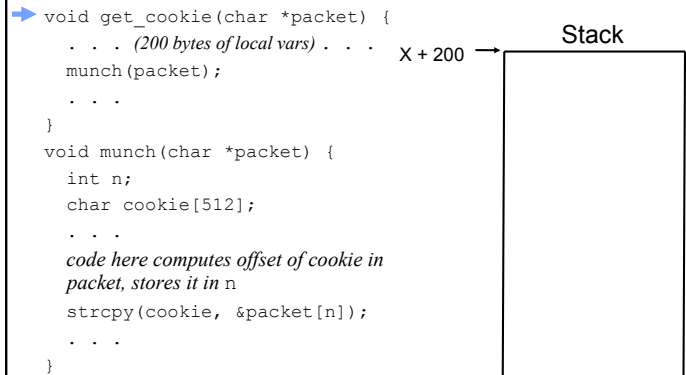 void get_cookie(char *packet) {
. . . (200 bytes of local vars) . . .
munch(packet);
. . .
}
void munch(char *packet) {
int n;
char cookie[512];
. . .
code here computes offset of cookie in
packet, stores it in n
strcpy(cookie, &packet[n]);
. . .
}
Stack
X + 200